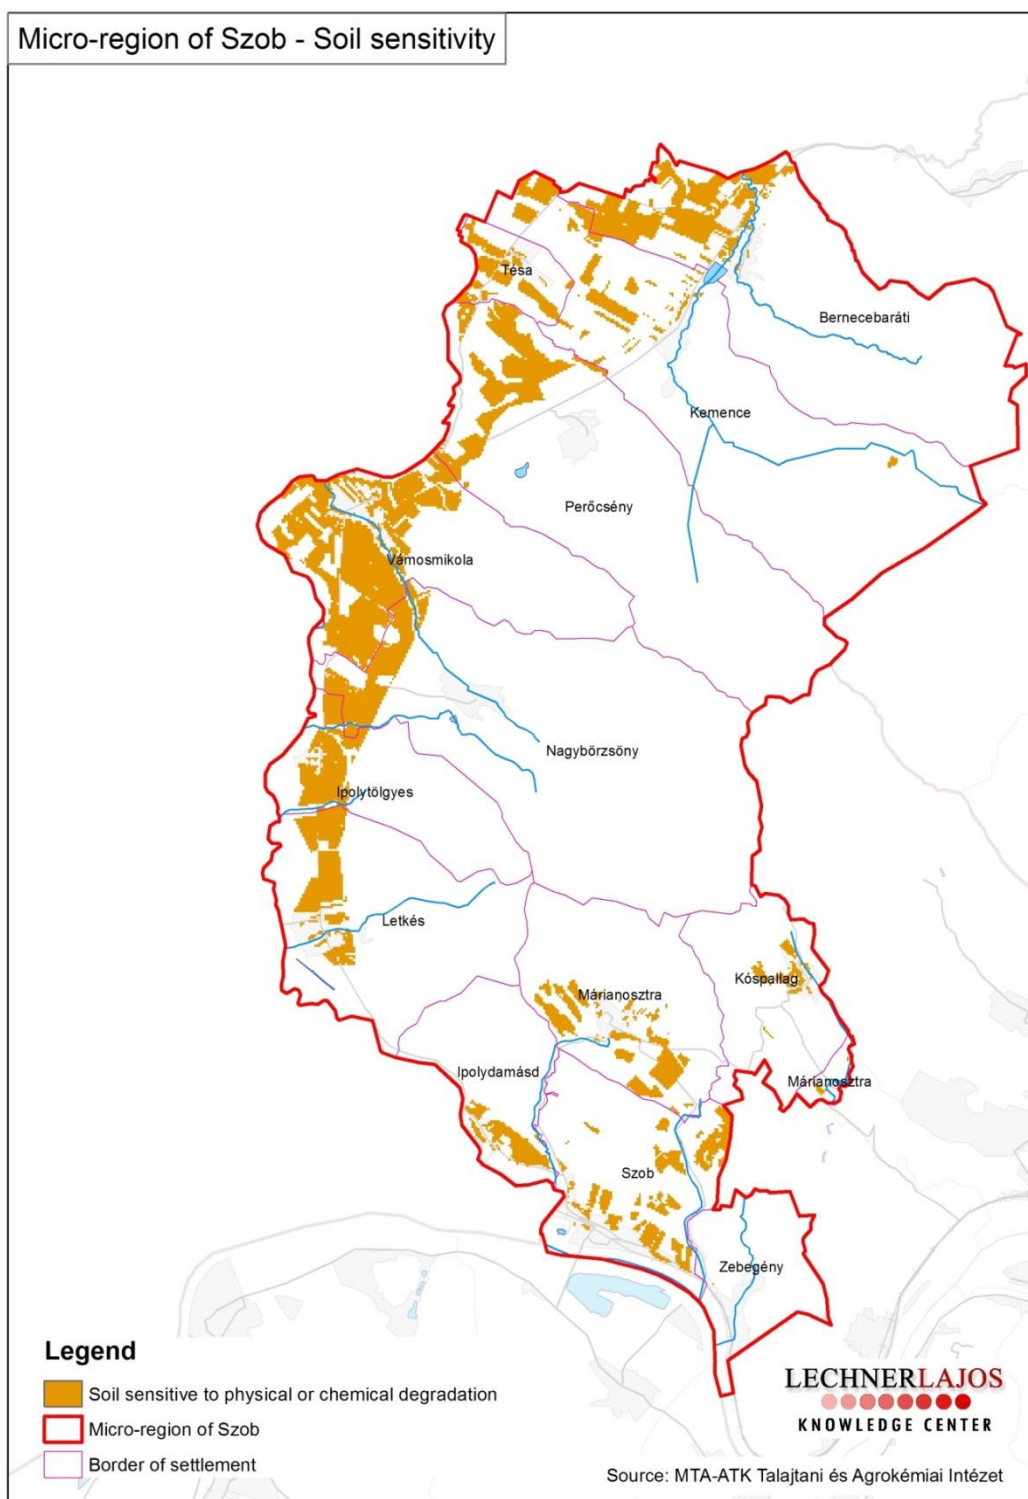 Micro-region of Szob - Soil sensitivity
Tésa
Bernecebaráti
Kemence
Perőcsény
Vámosmikola
Nagybörzsöny
Ipolytölgyes
Letkés
Kóspallag
Márianosztra
Ipolydamásd
Márianosztra
Szob
Zebegény
Legend
Soil sensitive to physical or chemical degradation
Micro-region of Szob
Border of settlement
LECHNERLAJOS
KNOWLEDGE CENTER
Source: MTA-ATK Talajtani és Agrokémiai Intézet